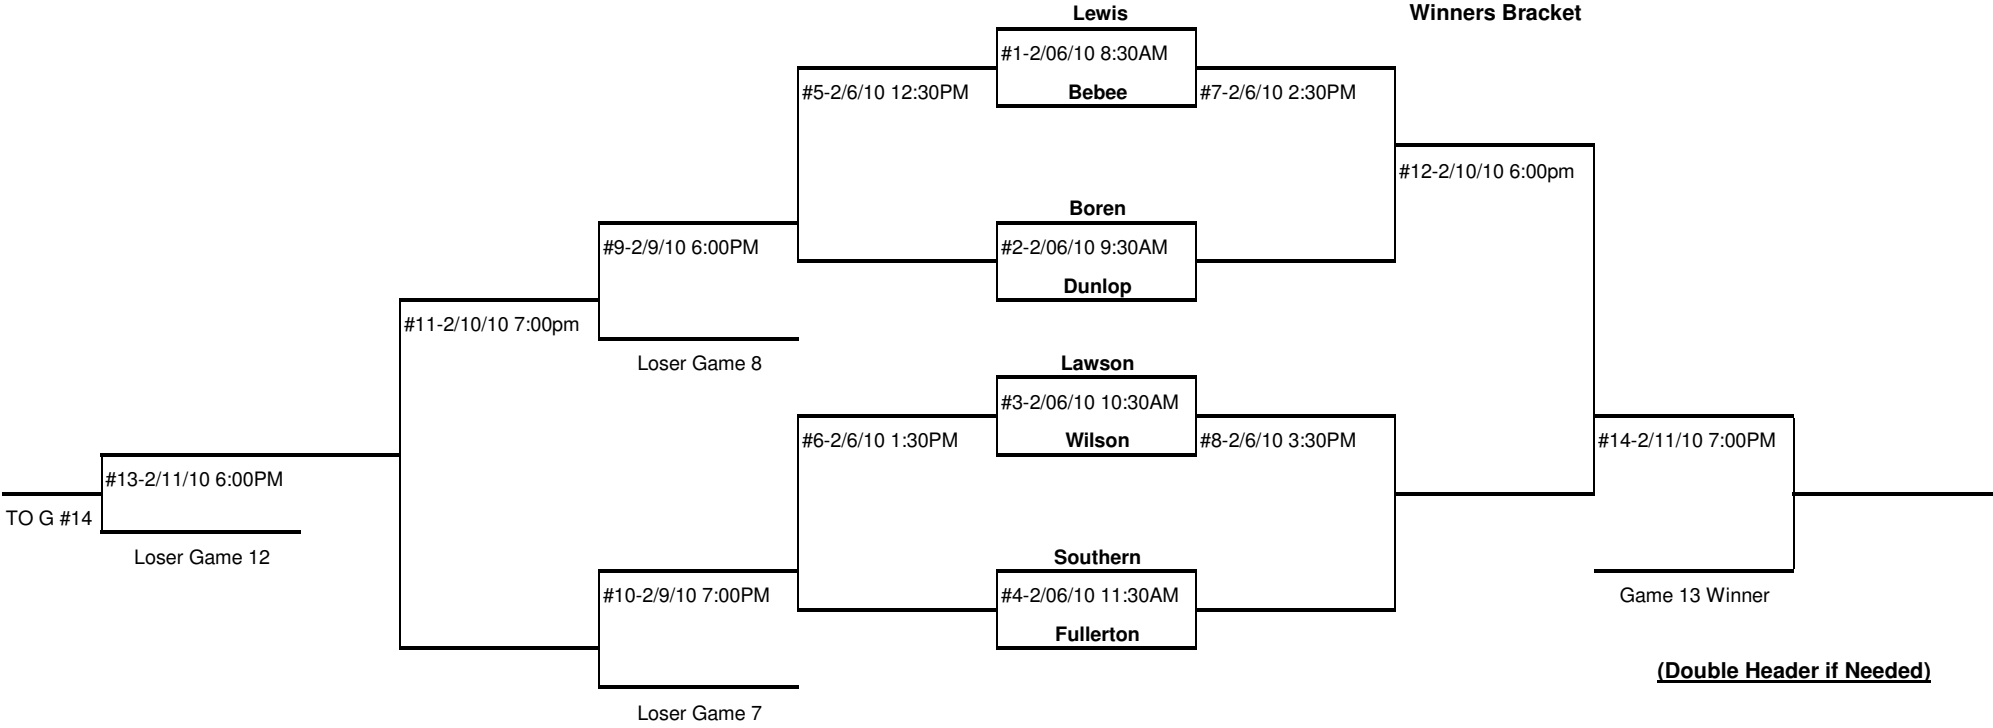 Lewis
Winners Bracket
#1-2/06/10 8:30AM
#5-2/6/10 12:30PM
Bebee
#7-2/6/10 2:30PM
#12-2/10/10 6:00pm
Boren
#9-2/9/10 6:00PM
#2-2/06/10 9:30AM
Dunlop
#11-2/10/10 7:00pm
Loser Game 8
Lawson
#3-2/06/10 10:30AM
#6-2/6/10 1:30PM
Wilson
#8-2/6/10 3:30PM
#14-2/11/10 7:00PM
#13-2/11/10 6:00PM
TO G #14
Loser Game 12
Southern
#10-2/9/10 7:00PM
#4-2/06/10 11:30AM
Game 13 Winner
Fullerton
(Double Header if Needed)
Loser Game 7